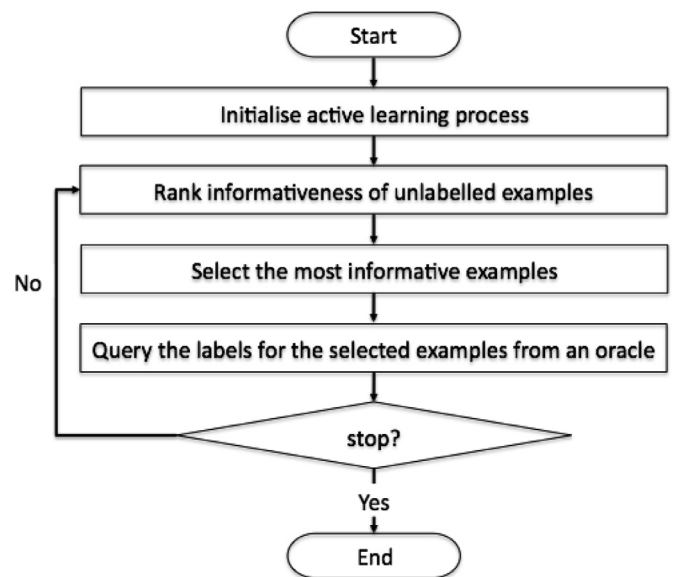 Start
Initialise active learning process
Rank informativeness of unlabelled examples
Select the most informative examples
No
Query the labels for the selected examples from an oracle
stop?
Yes
End